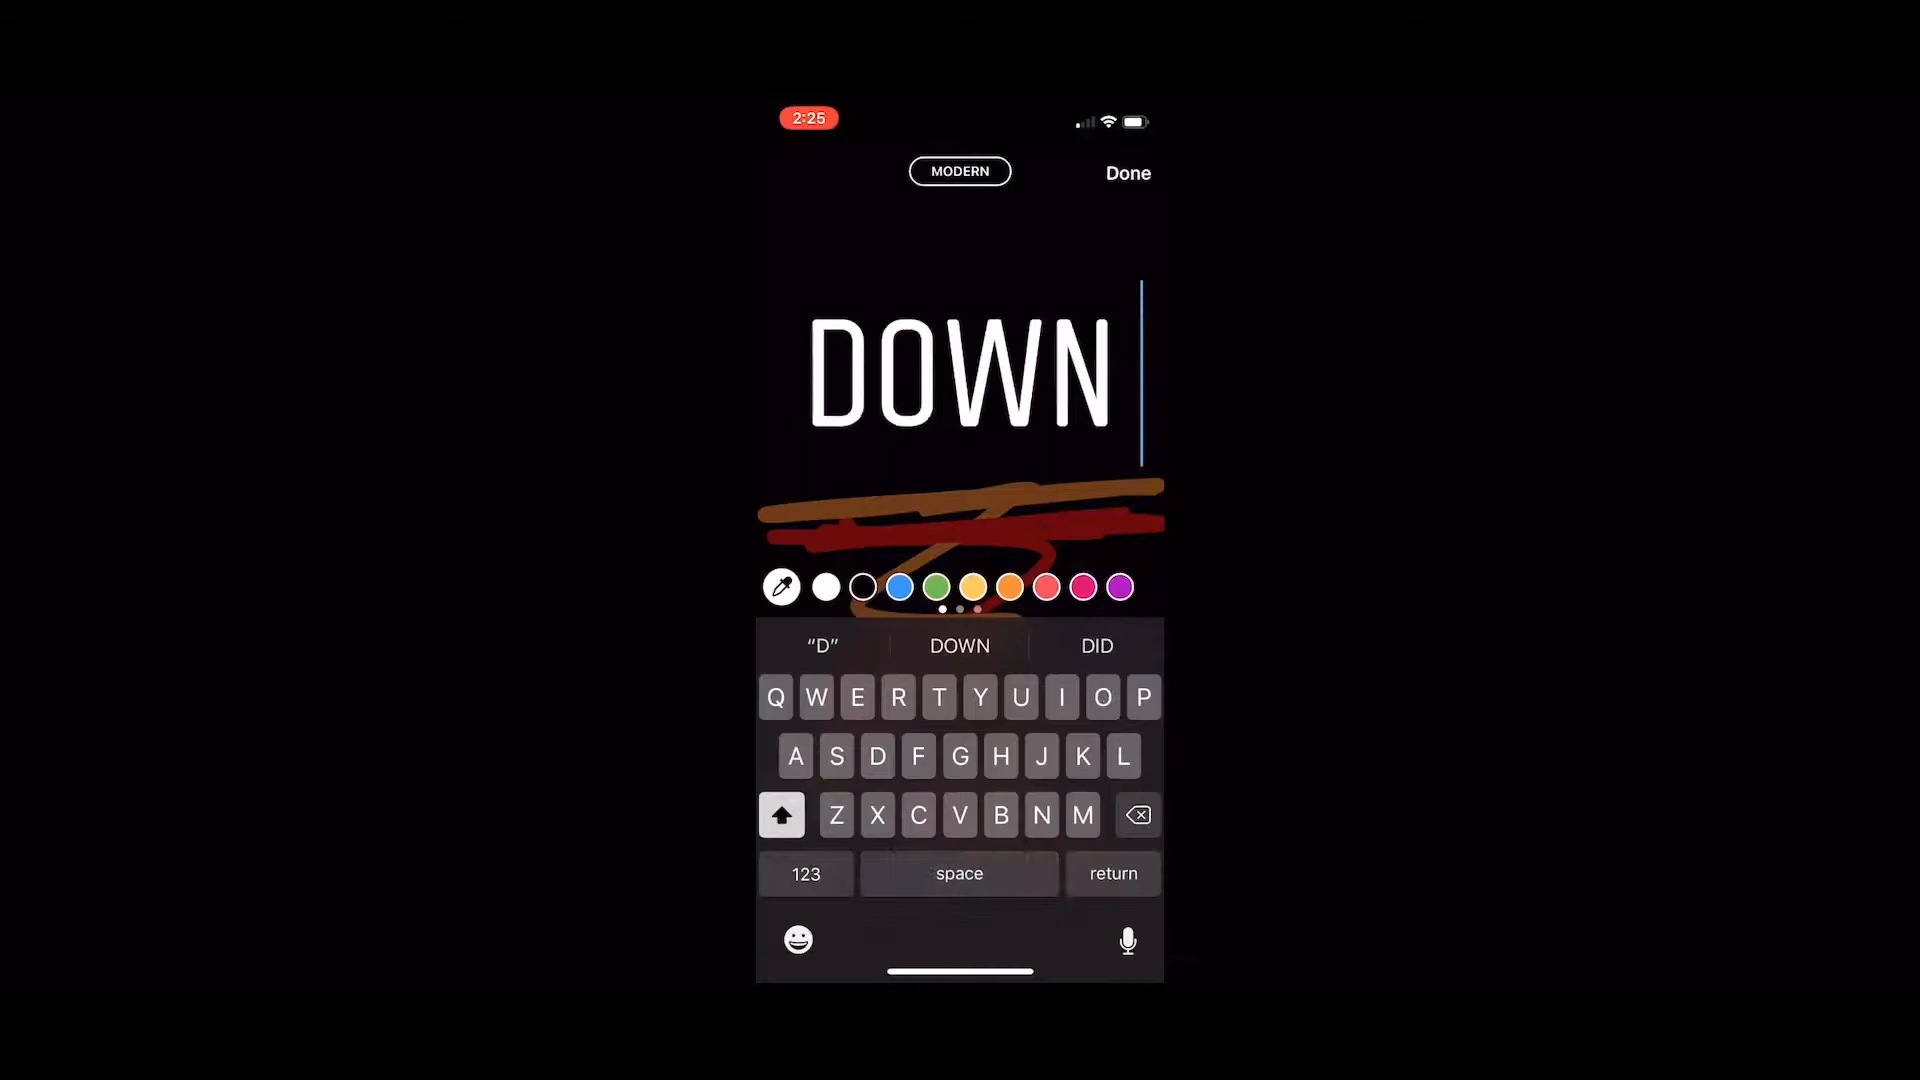 2:25
MODERN
Done
DOWN
“D” DOWN DID
Q W E R T Y U I O P
A S D F G H J K L
Z X C V B N M
123 space return